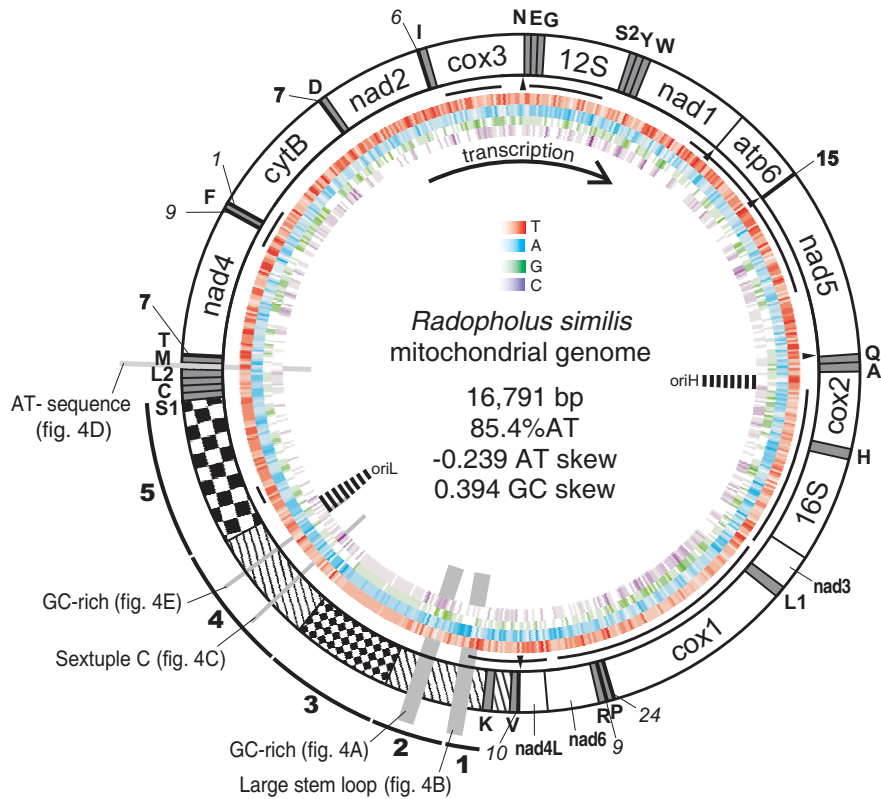 6
I
N E G
S2 Y W
cox3
12S
nad2
nad1
D
7
atp6
15
cytB
transcription
1
F
9
T
A
G
C
nad5
nad4
Radopholus similis
mitochondrial genome
7
T
M
L2
C
S1
Q
A
AT- sequence
(fig. 4D)
oriH
16,791 bp
85.4%AT
-0.239 AT skew
0.394 GC skew
cox2
H
oriL
5
16S
nad3
L1
GC-rich (fig. 4E)
4
Sextuple C (fig. 4C)
cox1
3
K
V
R P
24
9
10
nad4L
nad6
GC-rich (fig. 4A)
2
1
Large stem loop (fig. 4B)